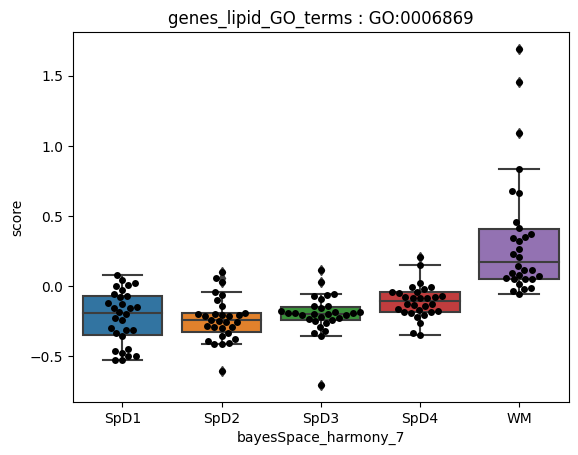 genes_lipid_GO_terms : GO:0006869
score
1.5
1.0
0.5
0.0
−0.5
SpD1 SpD2 SpD3 SpD4 WM
bayesSpace_harmony_7